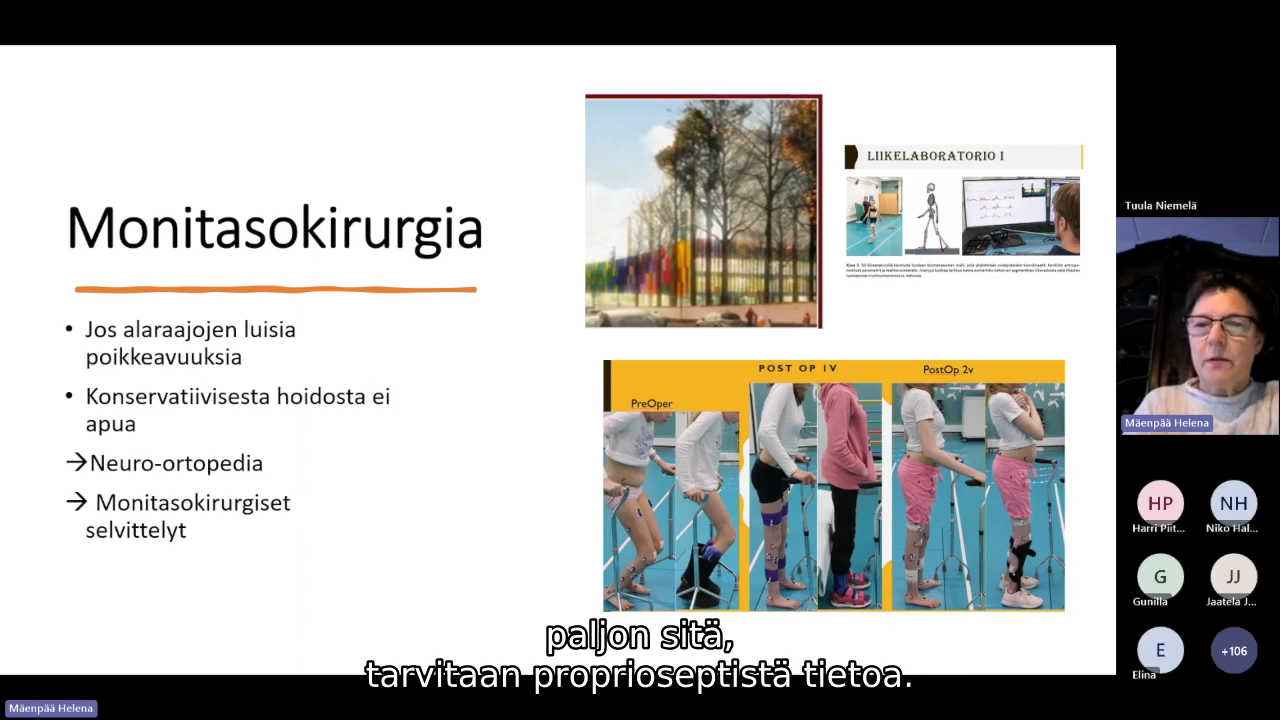 Monitasokirurgia
• Jos alaraajojen luisia
poikkeavuuksia
• Konservatiivisesta hoidosta ei
apua
→Neuro-ortopedia
→ Monitasokirurgiset
selvittelyt
LIIKELABORATORIO I
PreOper
POST OP 1V
PostOp 2v
paljon sitä,
tarvitaan proprioseptistä tietoa.
Tuula Niemelä
Mäenpää Helena
HP
Harri Piit...
NH
Niko Hal...
G
Gunilla
JJ
Jaatela J...
E
Elina
+106
Mäenpää Helena